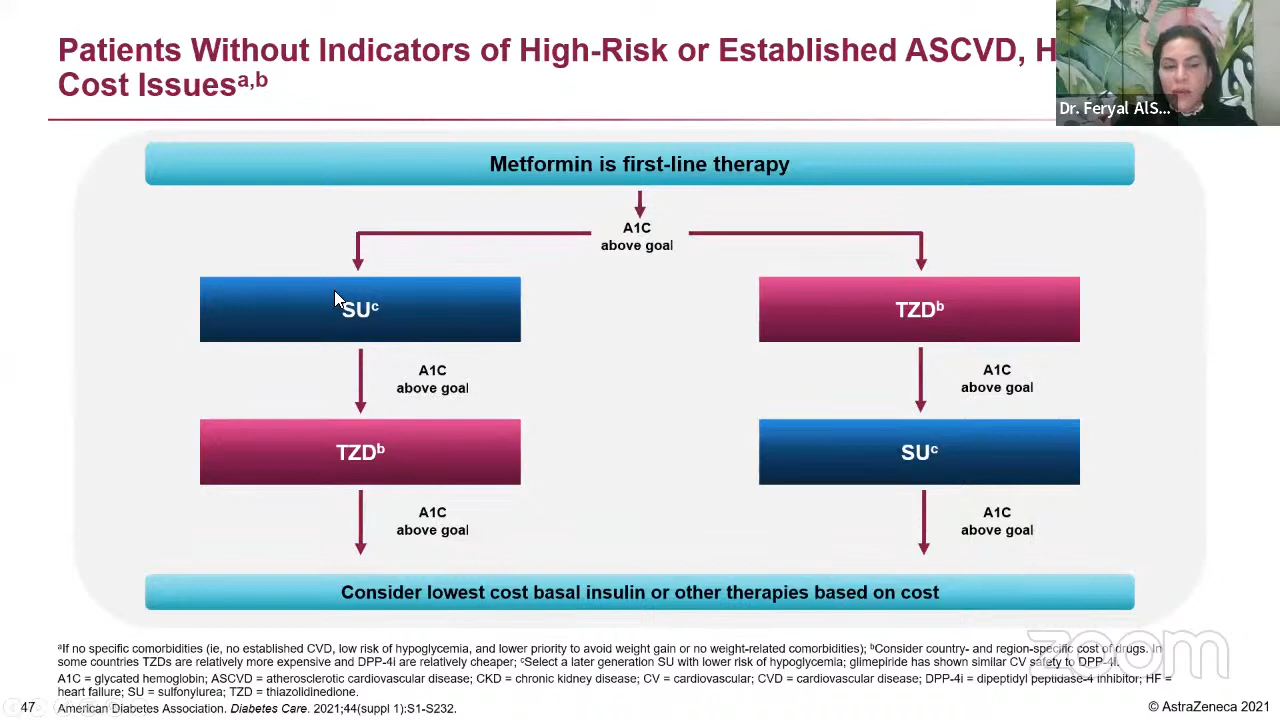 Patients Without Indicators of High-Risk or Established ASCVD, H
Cost Issuesa,b
Dr. Feryal AlS...
Metformin is first-line therapy
A1C
above goal
SUc
TZDb
A1C
above goal
A1C
above goal
TZDb
SUc
A1C
above goal
A1C
above goal
Consider lowest cost basal insulin or other therapies based on cost
aIf no specific comorbidities (ie, no established CVD, low risk of hypoglycemia, and lower priority to avoid weight gain or no weight-related comorbidities); bConsider country- and region-specific cost of drugs. In
some countries TZDs are relatively more expensive and DPP-4i are relatively cheaper; cSelect a later generation SU with lower risk of hypoglycemia; glimepiride has shown similar CV safety to DPP-4i.
A1C = glycated hemoglobin; ASCVD = atherosclerotic cardiovascular disease; CKD = chronic kidney disease; CV = cardiovascular; CVD = cardiovascular disease; DPP-4i = dipeptidyl peptidase-4 inhibitor; HF =
heart failure; SU = sulfonylurea; TZD = thiazolidinedione.
American Diabetes Association. Diabetes Care. 2021;44(suppl 1):S1-S232.
zoom
47
© AstraZeneca 2021